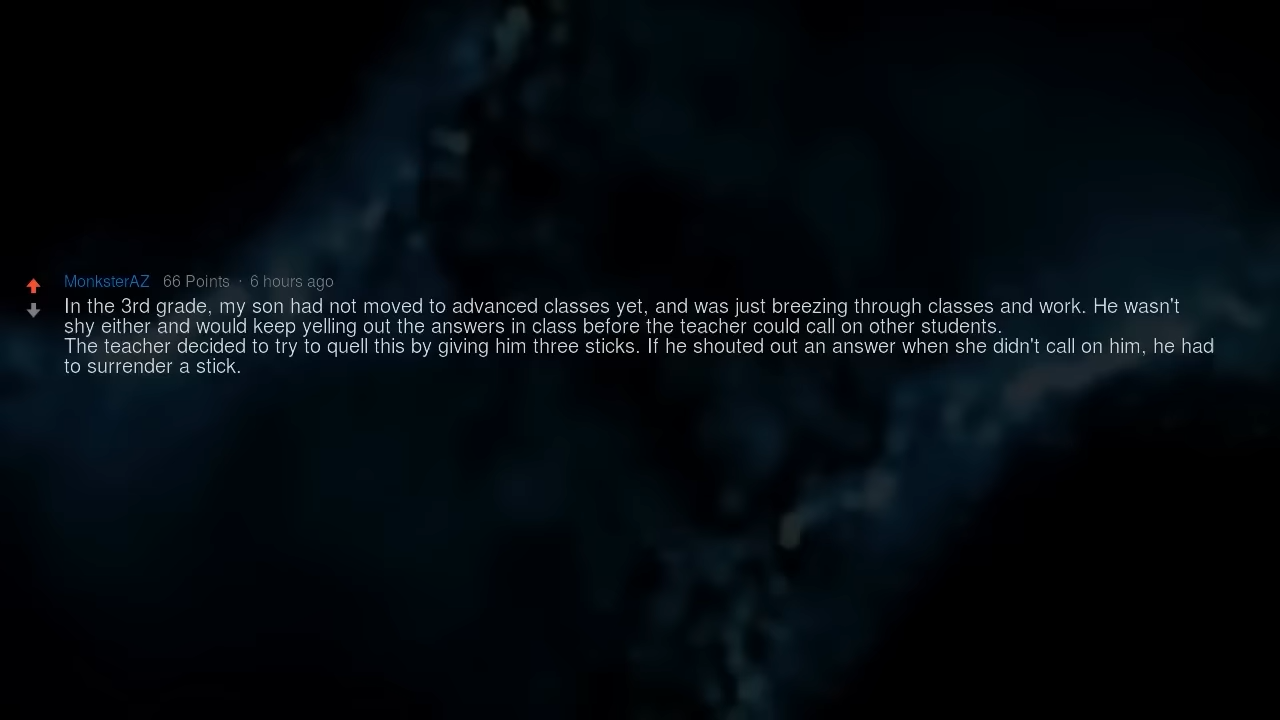 MonksterAZ 66 Points · 6 hours ago
In the 3rd grade, my son had not moved to advanced classes yet, and was just breezing through classes and work. He wasn't
shy either and would keep yelling out the answers in class before the teacher could call on other students.
The teacher decided to try to quell this by giving him three sticks. If he shouted out an answer when she didn't call on him, he had
to surrender a stick.